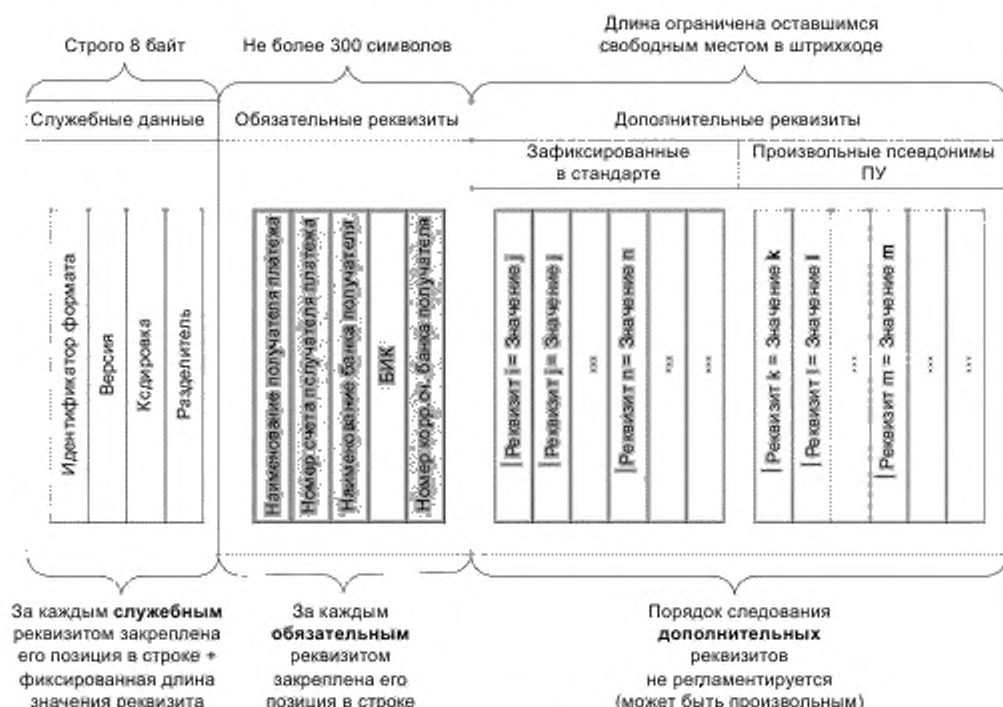 Строго 8 байт
Не более 300 символов
Длина ограничена оставшимся
свободным местом в штрихкоде
Служебные данные
Обязательные реквизиты
Дополнительные реквизиты
Зафиксированные
в стандарте
Произвольные псевдонимы
ПУ
Идентификатор формата
Версия
Кодировка
Разделитель
Наименование получателя платежа
Номер счета получателя платежа
Наименование банка получателя
БИК
Номер корр.сч. банка получателя
|Реквизит i = Значение i
|Реквизит j = Значение j
...
|Реквизит n = Значение n
...
...
|Реквизит k = Значение k
|Реквизит l = Значение l
...
|Реквизит m = Значение m
...
...
За каждым служебным
реквизитом закреплена
его позиция в строке +
фиксированная длина
значения реквизита
За каждым
обязательным
реквизитом
закреплена его
позиция в строке
Порядок следования
дополнительных
реквизитов
не регламентируется
(может быть произвольным)